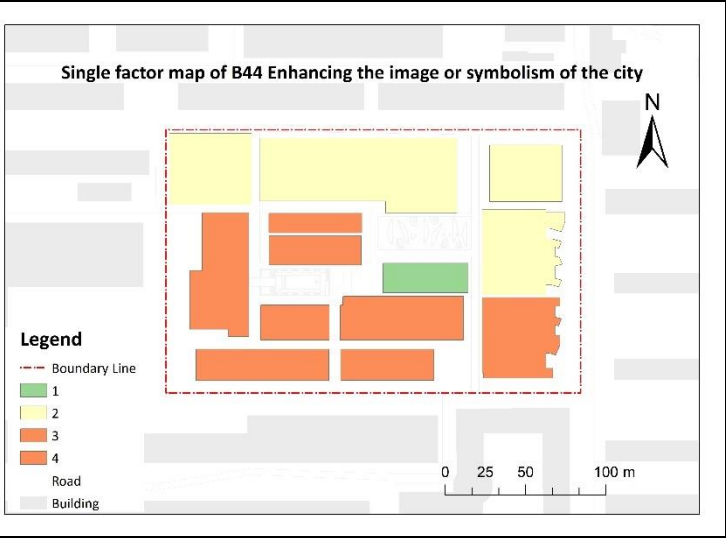 Single factor map of B44 Enhancing the image or symbolism of the city
N
Legend
Boundary Line
1
2
3
4
Road
Building
0 25 50 100 m